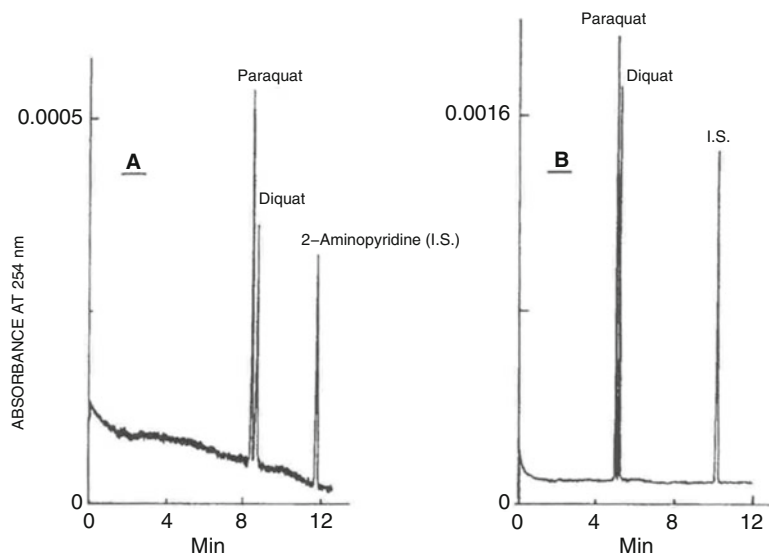 Paraquat
0.0005
A
Diquat
2–Aminopyridine (I.S.)
ABSORBANCE AT 254 nm
0
0 4 8 12
Min
Paraquat
Diquat
0.0016
I.S.
B
0
0 4 8 12
Min